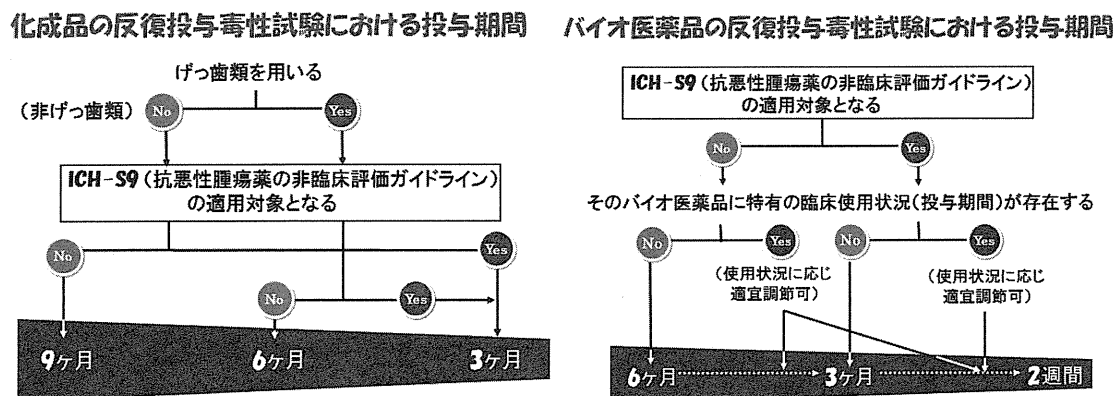 化成品の反復投与毒性試験における投与期間
げっ歯類を用いる
(非げっ歯類)
No
Yes
ICH-S9(抗悪性腫瘍薬の非臨床評価ガイドライン)
の適用対象となる
No
Yes
No
Yes
9ヶ月
6ヶ月
3ヶ月
バイオ医薬品の反復投与毒性試験における投与期間
ICH-S9(抗悪性腫瘍薬の非臨床評価ガイドライン)
の適用対象となる
No
Yes
そのバイオ医薬品に特有の臨床使用状況(投与期間)が存在する
No
Yes
No
Yes
(使用状況に応じ
適宜調節可)
(使用状況に応じ
適宜調節可)
6ヶ月
3ヶ月
2週間